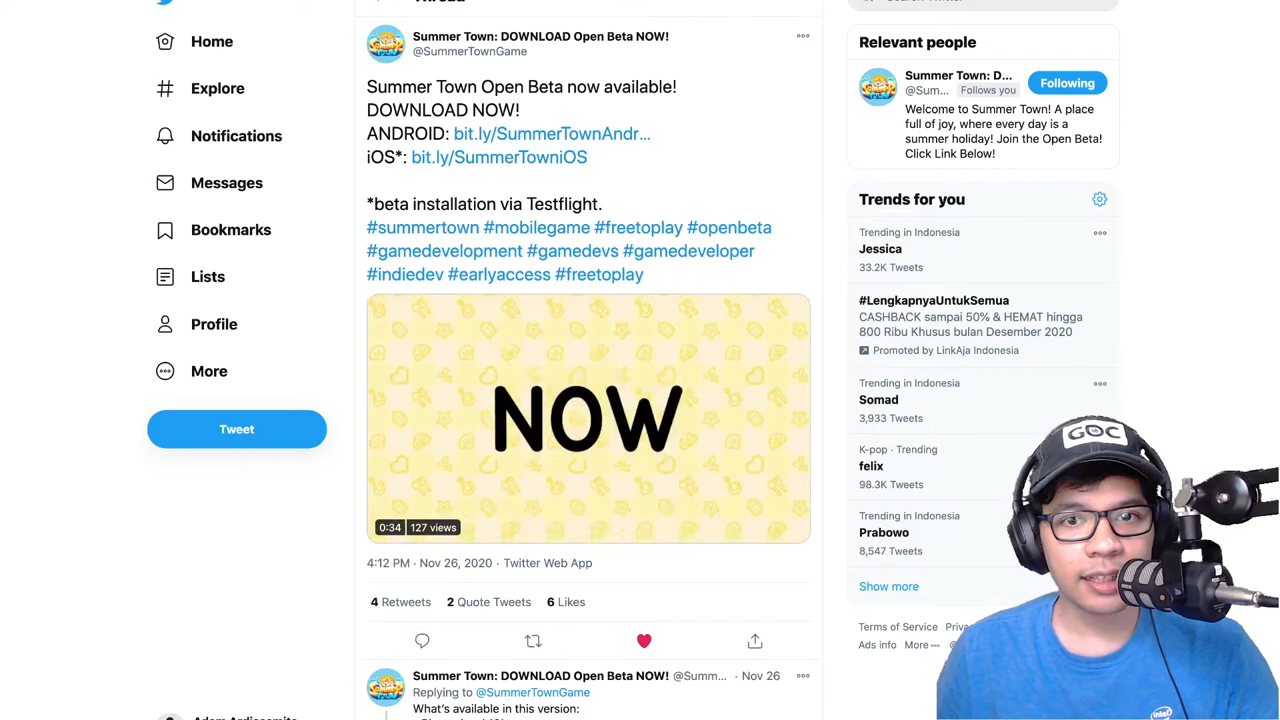 Thread
Home
Explore
Notifications
Messages
Bookmarks
Lists
Profile
More
Tweet
Summer Town: DOWNLOAD Open Beta NOW!
@SummerTownGame
Summer Town Open Beta now available!
DOWNLOAD NOW!
ANDROID: bit.ly/SummerTownAndr…
iOS*: bit.ly/SummerTowniOS
*beta installation via Testflight.
#summertown #mobilegame #freetoplay #openbeta
#gamedevelopment #gamedevs #gamedeveloper
#indiedev #earlyaccess #freetoplay
NOW
0:34 127 views
4:12 PM · Nov 26, 2020 · Twitter Web App
4 Retweets 2 Quote Tweets 6 Likes
Summer Town: DOWNLOAD Open Beta NOW! @Summ... · Nov 26
Replying to @SummerTownGame
What's available in this version:
Relevant people
Summer Town: D...
@Sum... Follows you
Following
Welcome to Summer Town! A place
full of joy, where every day is a
summer holiday! Join the Open Beta!
Click Link Below!
Trends for you
Trending in Indonesia
Jessica
33.2K Tweets
#LengkapnyaUntukSemua
CASHBACK sampai 50% & HEMAT hingga
800 Ribu Khusus bulan Desember 2020
Promoted by LinkAja Indonesia
Trending in Indonesia
Somad
3,933 Tweets
K-pop · Trending
felix
98.3K Tweets
Trending in Indonesia
Prabowo
8,547 Tweets
Show more
Terms of Service
Ads info More
GDC
intel